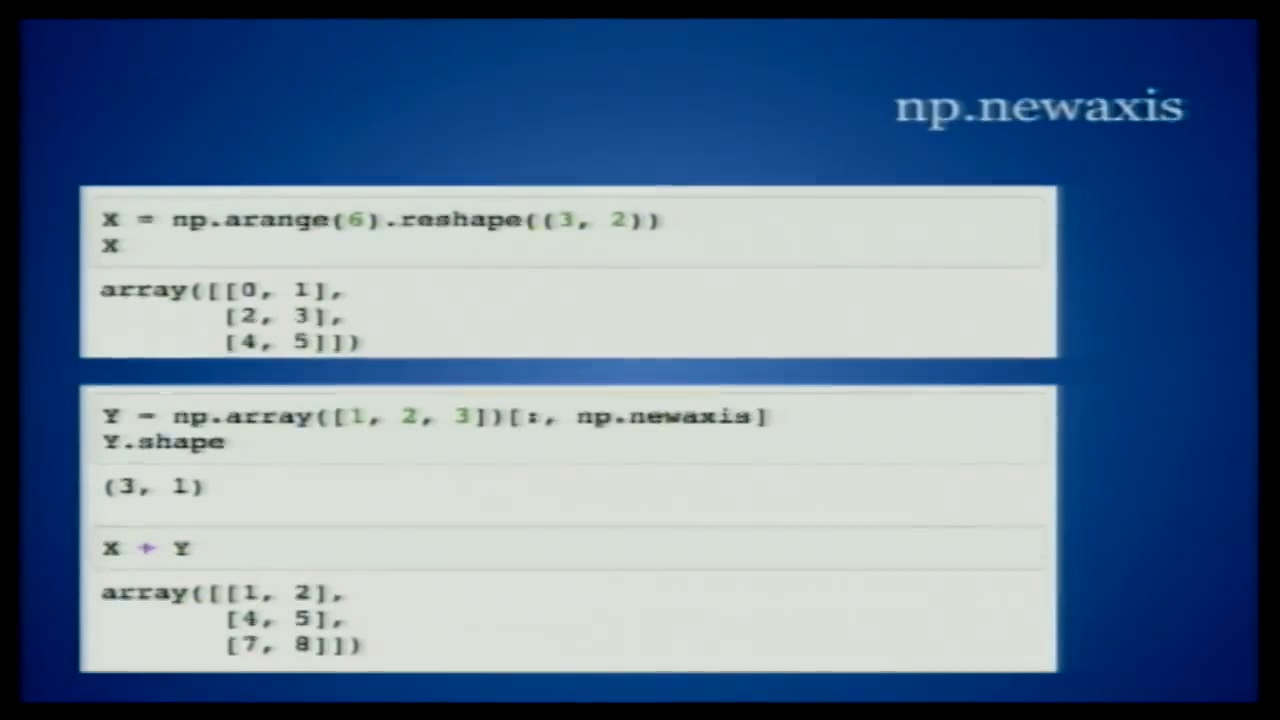 np.newaxis
X = np.arange(6).reshape((3, 2))
X
array([[0, 1],
       [2, 3],
       [4, 5]])
Y = np.array([1, 2, 3])[:, np.newaxis]
Y.shape
(3, 1)
X + Y
array([[1, 2],
       [4, 5],
       [7, 8]])